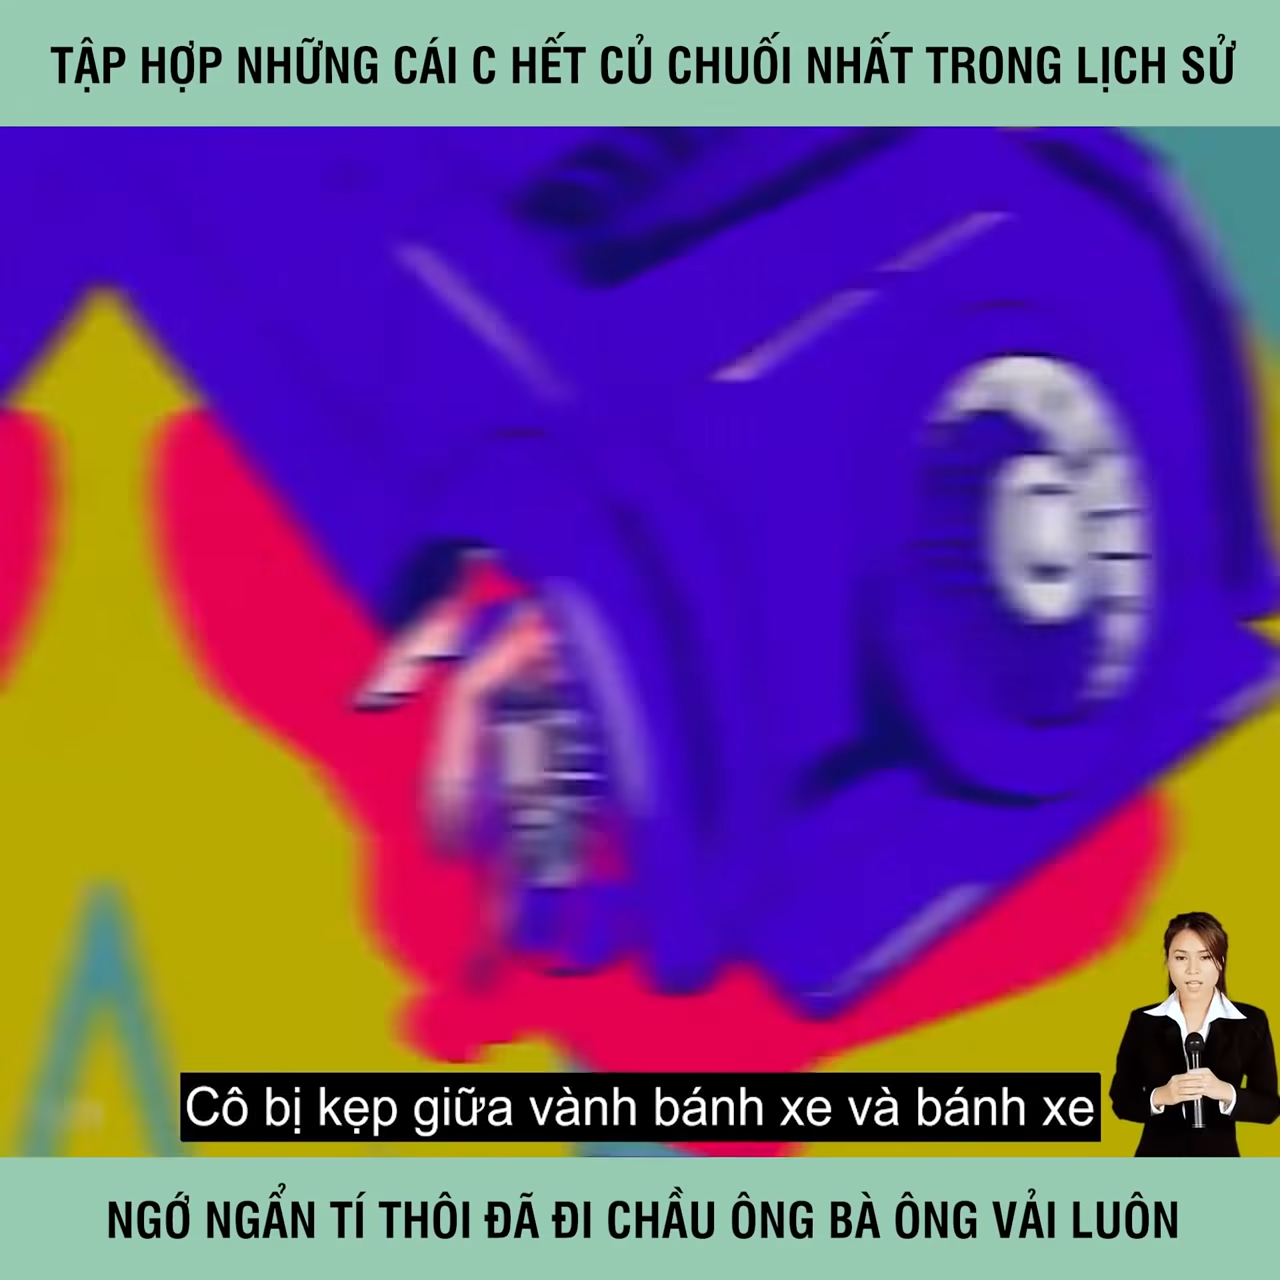 TẬP HỢP NHỮNG CÁI C HẾT CỦ CHUỐI NHẤT TRONG LỊCH SỬ
Cô bị kẹp giữa vành bánh xe và bánh xe
NGỚ NGẨN TÍ THÔI ĐÃ ĐI CHẦU ÔNG BÀ ÔNG VẢI LUÔN